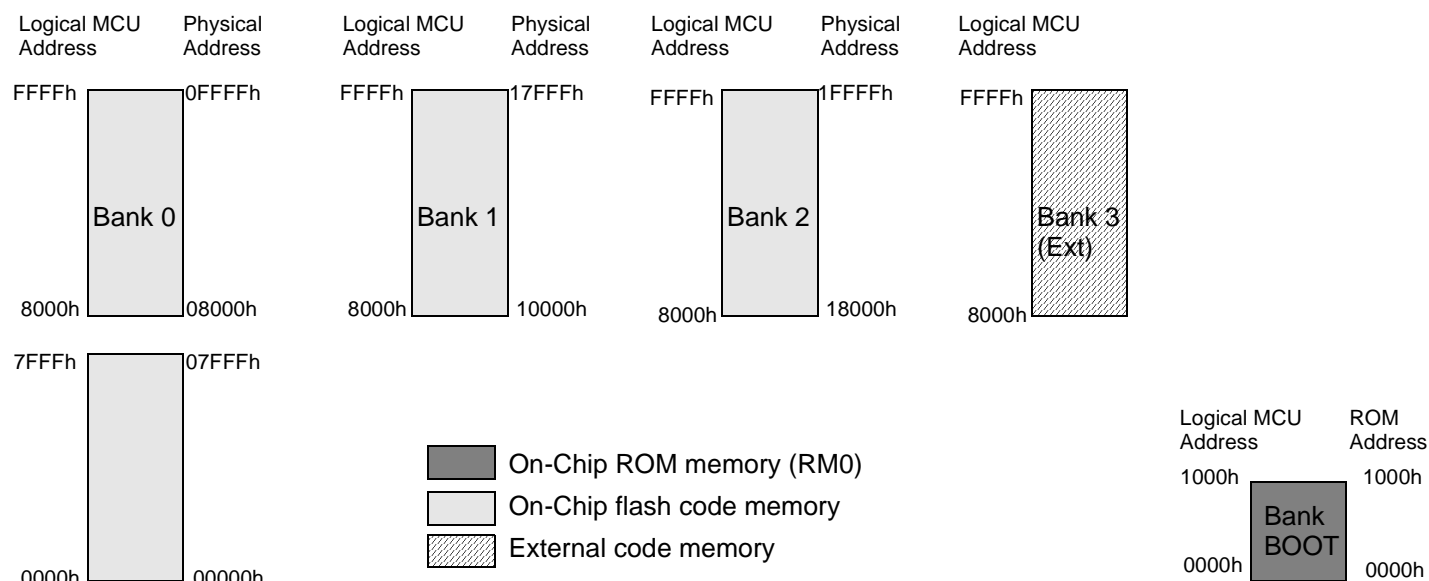 Logical MCU Address
Physical Address
Logical MCU Address
Physical Address
Logical MCU Address
Physical Address
Logical MCU Address
FFFFh
0FFFFh
FFFFh
17FFFh
FFFFh
1FFFFh
FFFFh
Bank 0
Bank 1
Bank 2
Bank 3
(Ext)
8000h
08000h
8000h
10000h
8000h
18000h
8000h
7FFFh
07FFFh
Logical MCU Address
ROM Address
On-Chip ROM memory (RM0)
1000h
1000h
On-Chip flash code memory
Bank
BOOT
External code memory
0000h
0000h
0000h
00000h